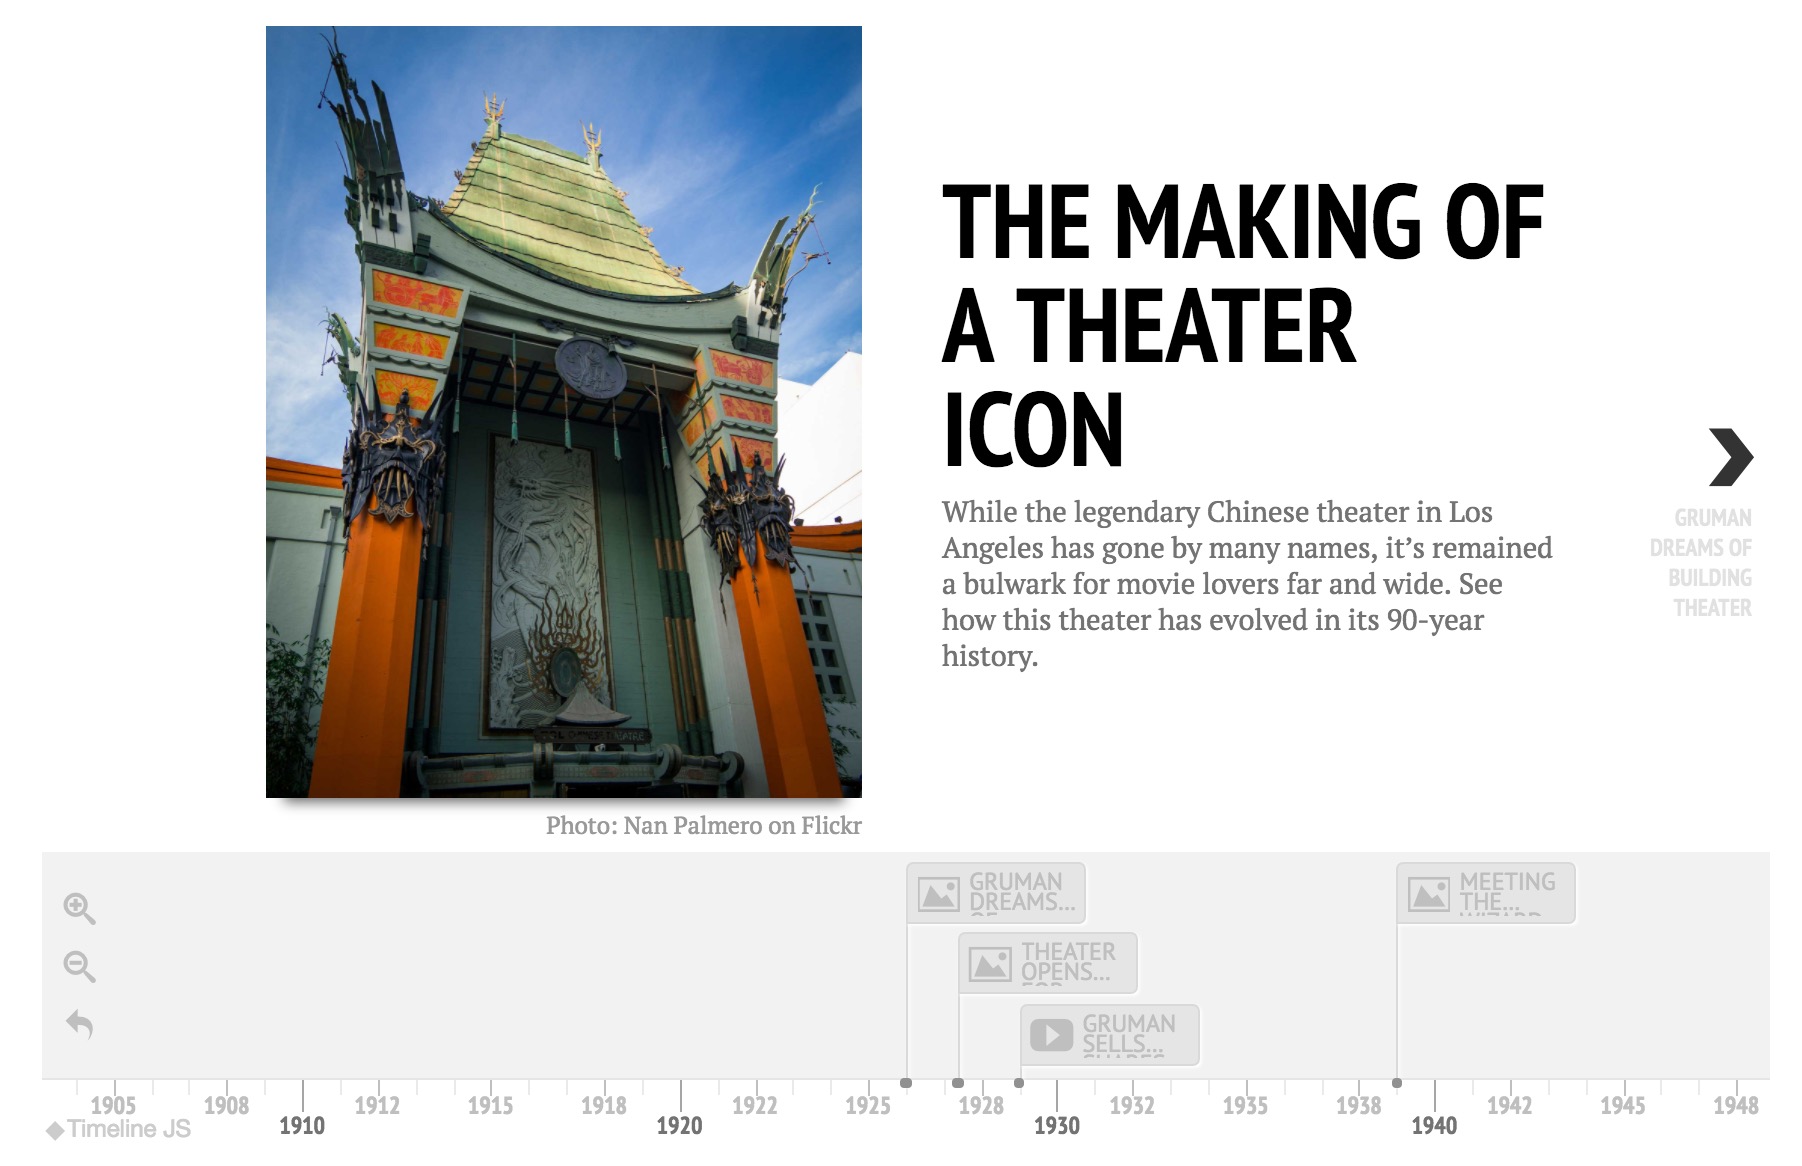 THE MAKING OF
A THEATER
ICON
While the legendary Chinese theater in Los
Angeles has gone by many names, it’s remained
a bulwark for movie lovers far and wide. See
how this theater has evolved in its 90-year
history.
GRUMAN
DREAMS OF
BUILDING
THEATER
Photo: Nan Palmero on Flickr
GRUMAN
DREAMS...
OF
MEETING
THE...
WIZARD
THEATER
OPENS...
FOR
GRUMAN
SELLS...
SHARES
1905 1908 1912 1915 1918 1922 1925 1928 1932 1935 1938 1942 1945 1948
1910 1920 1930 1940
Timeline JS